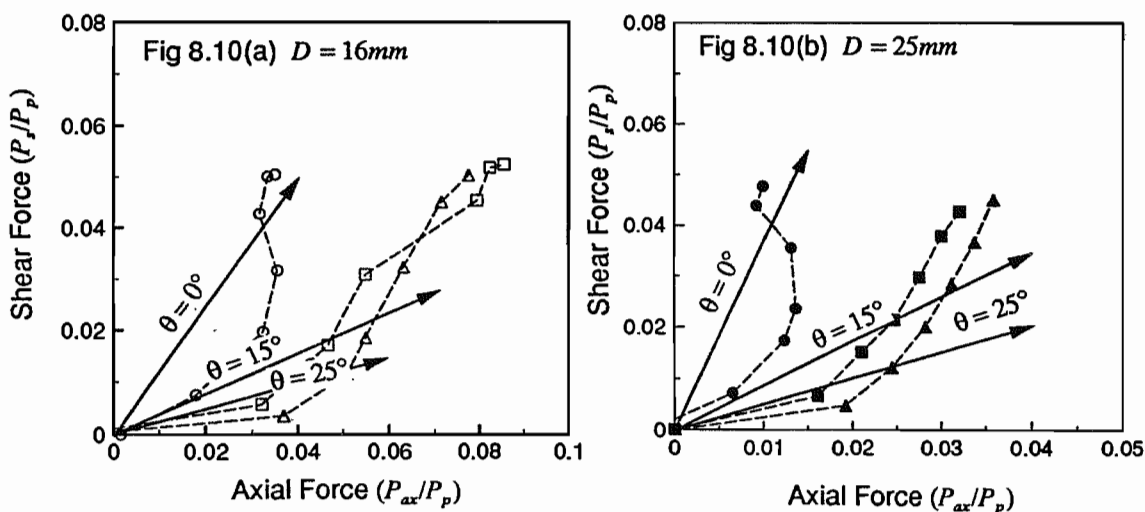 Fig 8.10(a) D = 16mm
Shear Force (Pₛ/Pₚ)
0.08
0.06
0.04
0.02
0
θ = 0°
θ = 15°
θ = 25°
0 0.02 0.04 0.06 0.08 0.1
Axial Force (Pₐₓ/Pₚ)
Fig 8.10(b) D = 25mm
Shear Force (Pₛ/Pₚ)
0.08
0.06
0.04
0.02
0
θ = 0°
θ = 15°
θ = 25°
0 0.01 0.02 0.03 0.04 0.05
Axial Force (Pₐₓ/Pₚ)